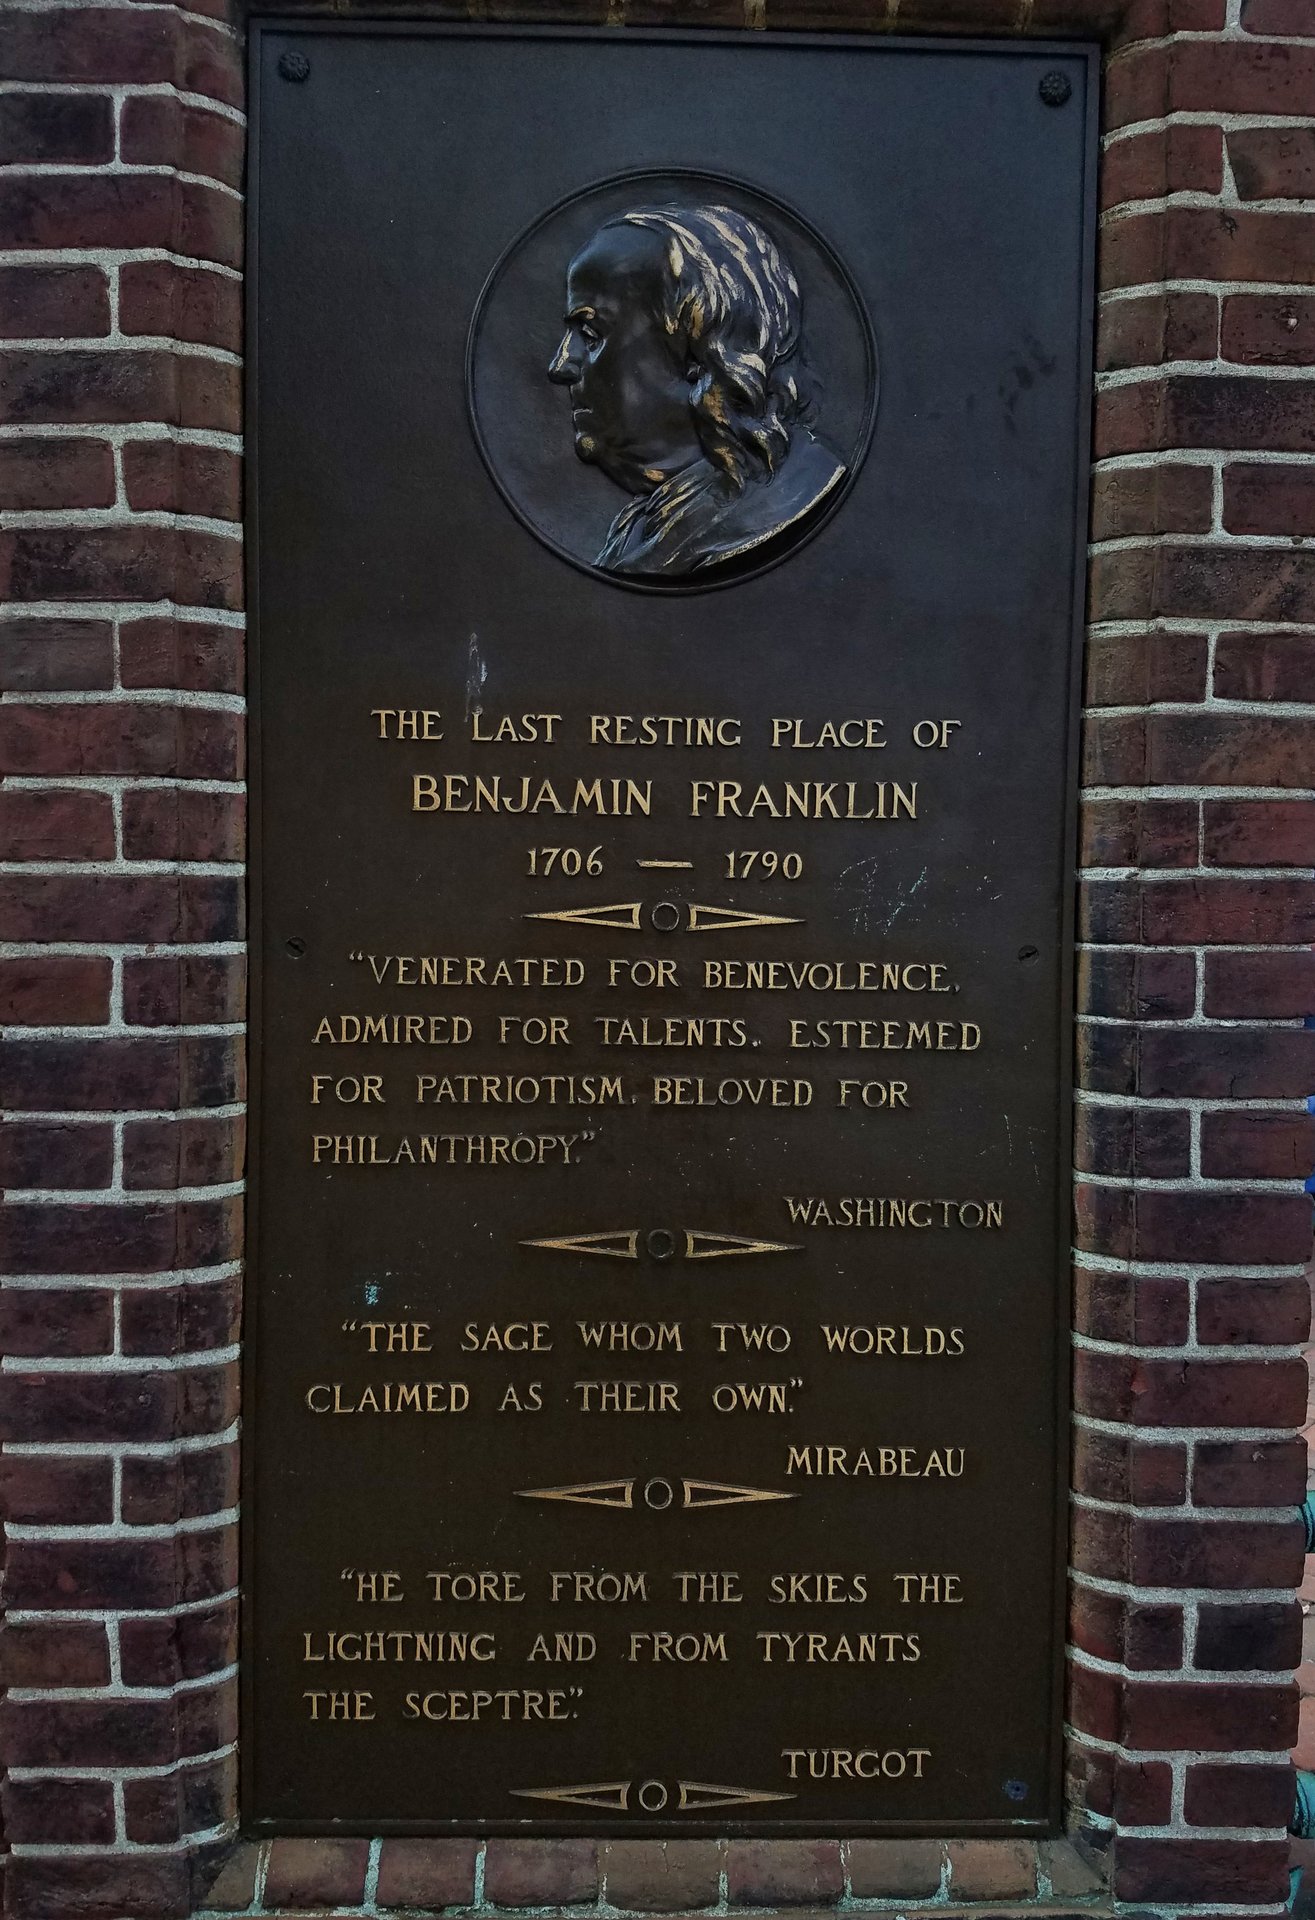 THE LAST RESTING PLACE OF
BENJAMIN FRANKLIN
1706 — 1790
"VENERATED FOR BENEVOLENCE,
ADMIRED FOR TALENTS, ESTEEMED
FOR PATRIOTISM, BELOVED FOR
PHILANTHROPY."
WASHINGTON
"THE SAGE WHOM TWO WORLDS
CLAIMED AS THEIR OWN."
MIRABEAU
"HE TORE FROM THE SKIES THE
LIGHTNING AND FROM TYRANTS
THE SCEPTRE."
TURGOT